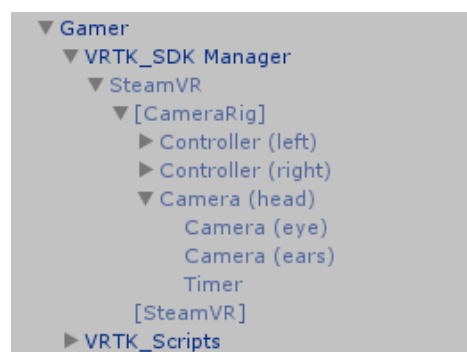 Gamer
VRTK_SDK Manager
SteamVR
[CameraRig]
Controller (left)
Controller (right)
Camera (head)
Camera (eye)
Camera (ears)
Timer
[SteamVR]
VRTK_Scripts